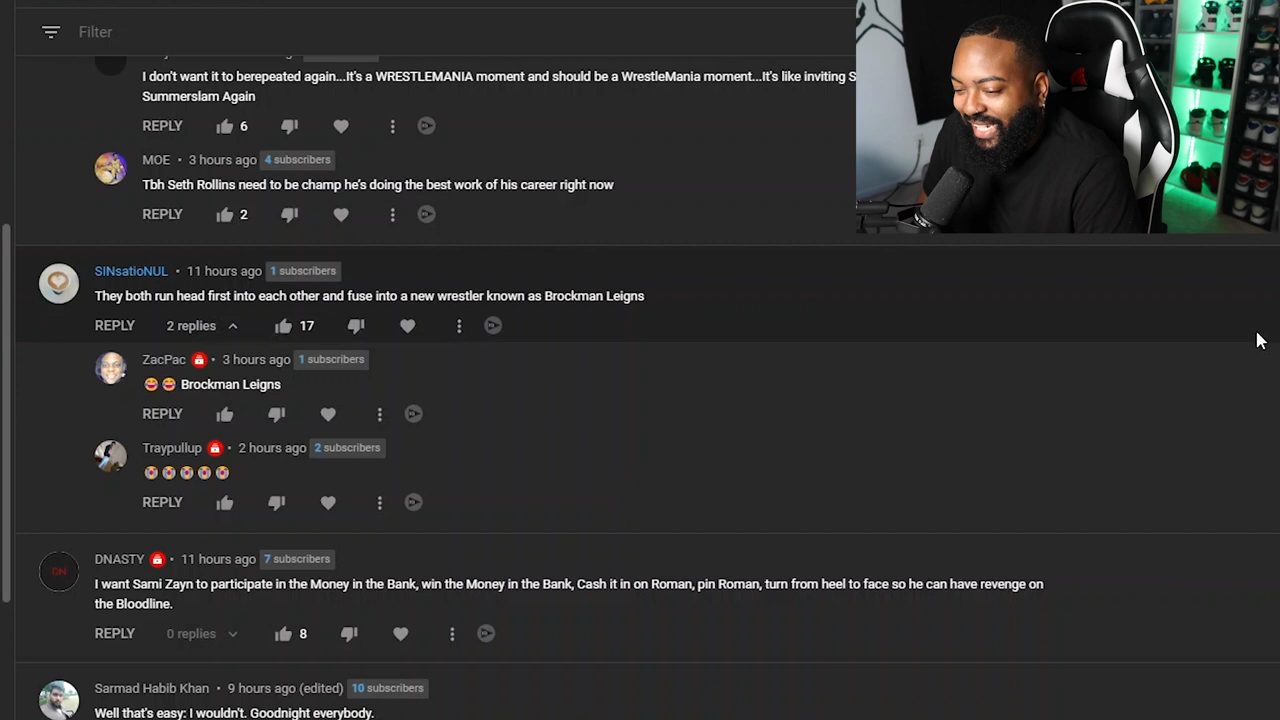 Filter
I don't want it to berepeated again...It's a WRESTLEMANIA moment and should be a WrestleMania moment...It's like inviting S
Summerslam Again
REPLY 6
MOE • 3 hours ago 4 subscribers
Tbh Seth Rollins need to be champ he's doing the best work of his career right now
REPLY 2
SINsatioNUL • 11 hours ago 1 subscribers
They both run head first into each other and fuse into a new wrestler known as Brockman Leigns
REPLY 2 replies 17
ZacPac • 3 hours ago 1 subscribers
😂 😂 Brockman Leigns
REPLY
Traypullup • 2 hours ago 2 subscribers
😭 😭 😭 😭 😭
REPLY
DN
DNASTY • 11 hours ago 7 subscribers
I want Sami Zayn to participate in the Money in the Bank, win the Money in the Bank, Cash it in on Roman, pin Roman, turn from heel to face so he can have revenge on
the Bloodline.
REPLY 0 replies 8
Sarmad Habib Khan • 9 hours ago (edited) 10 subscribers
Well that's easy: I wouldn't. Goodnight everybody.